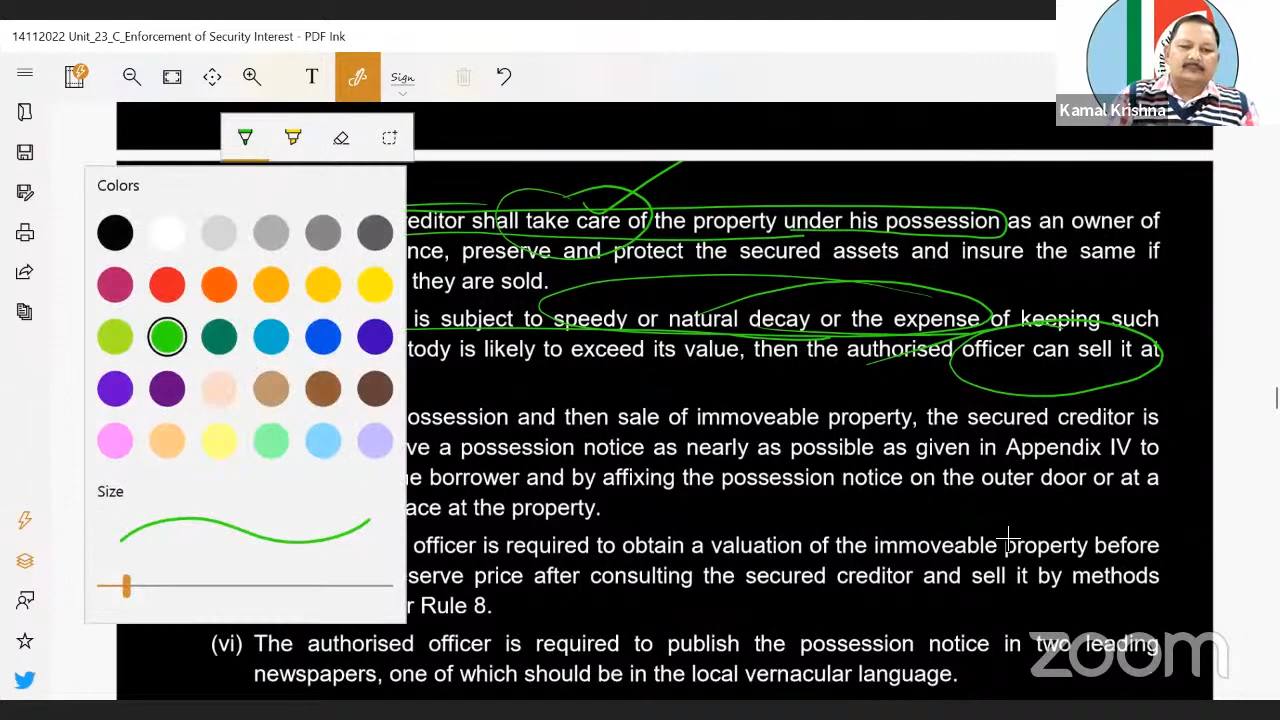 14112022 Unit_23_C_Enforcement of Security Interest - PDF Ink
T
Sign
Kamal Krishna
Colors
Size
editor shall take care of the property under his possession as an owner of
nce, preserve and protect the secured assets and insure the same if
they are sold.
is subject to speedy or natural decay or the expense of keeping such
tody is likely to exceed its value, then the authorised officer can sell it at
ossession and then sale of immoveable property, the secured creditor is
ve a possession notice as nearly as possible as given in Appendix IV to
e borrower and by affixing the possession notice on the outer door or at a
ace at the property.
officer is required to obtain a valuation of the immoveable property before
serve price after consulting the secured creditor and sell it by methods
r Rule 8.
(vi) The authorised officer is required to publish the possession notice in two leading
newspapers, one of which should be in the local vernacular language.
zoom